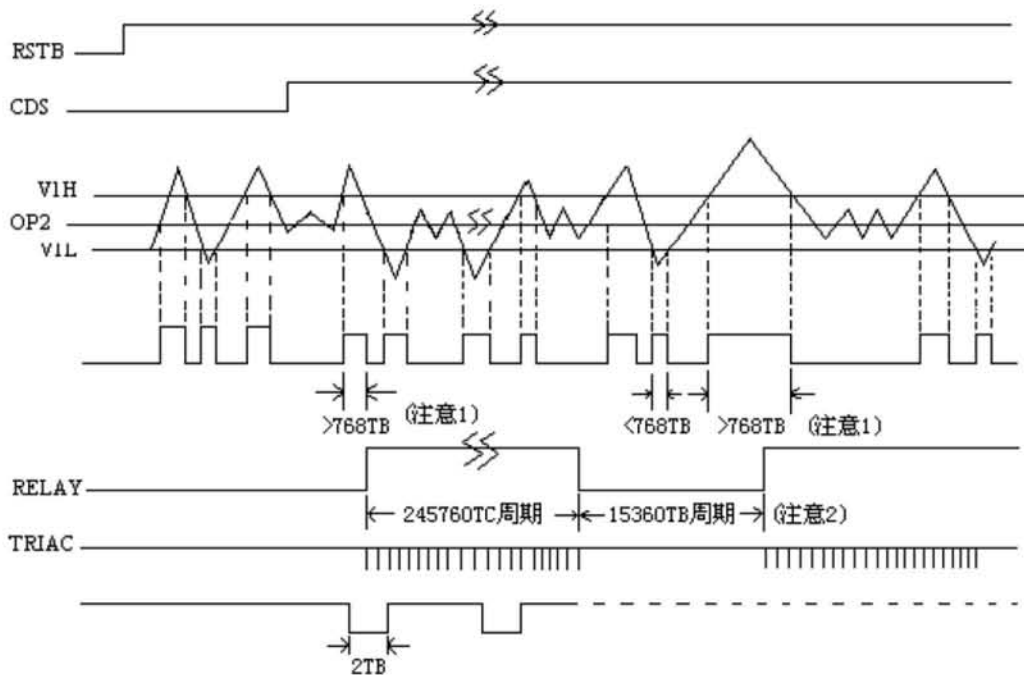 RSTB
CDS
V1H
OP2
V1L
>768TB (注意1) <768TB >768TB (注意1)
RELAY
245760TC周期 15360TB周期 (注意2)
TRIAC
2TB